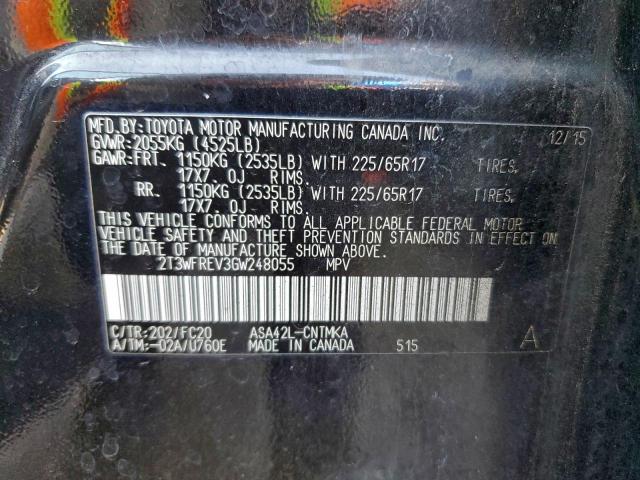 MFD.BY:TOYOTA MOTOR MANUFACTURING CANADA INC. 12/15
GVWR:2055KG (4525LB)
GAWR:FRT. 1150KG (2535LB) WITH 225/65R17 TIRES,
17X7.0J RIMS.
RR. 1150KG (2535LB) WITH 225/65R17 TIRES,
17X7.0J RIMS.
THIS VEHICLE CONFORMS TO ALL APPLICABLE FEDERAL MOTOR
VEHICLE SAFETY AND THEFT PREVENTION STANDARDS IN EFFECT ON
THE DATE OF MANUFACTURE SHOWN ABOVE.
2T3WFREV3GW248055 MPV
C/TR:202/FC20 ASA42L-CNTMKA
A/TM:-02A/U760E MADE IN CANADA 515 A